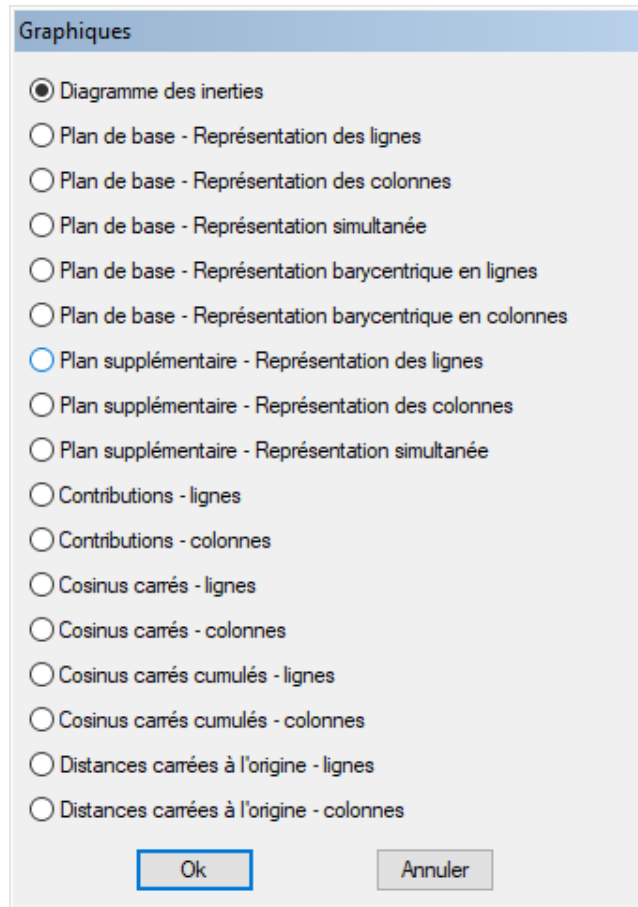 Graphiques
Diagramme des inerties
Plan de base - Représentation des lignes
Plan de base - Représentation des colonnes
Plan de base - Représentation simultanée
Plan de base - Représentation barycentrique en lignes
Plan de base - Représentation barycentrique en colonnes
Plan supplémentaire - Représentation des lignes
Plan supplémentaire - Représentation des colonnes
Plan supplémentaire - Représentation simultanée
Contributions - lignes
Contributions - colonnes
Cosinus carrés - lignes
Cosinus carrés - colonnes
Cosinus carrés cumulés - lignes
Cosinus carrés cumulés - colonnes
Distances carrées à l'origine - lignes
Distances carrées à l'origine - colonnes
Ok Annuler